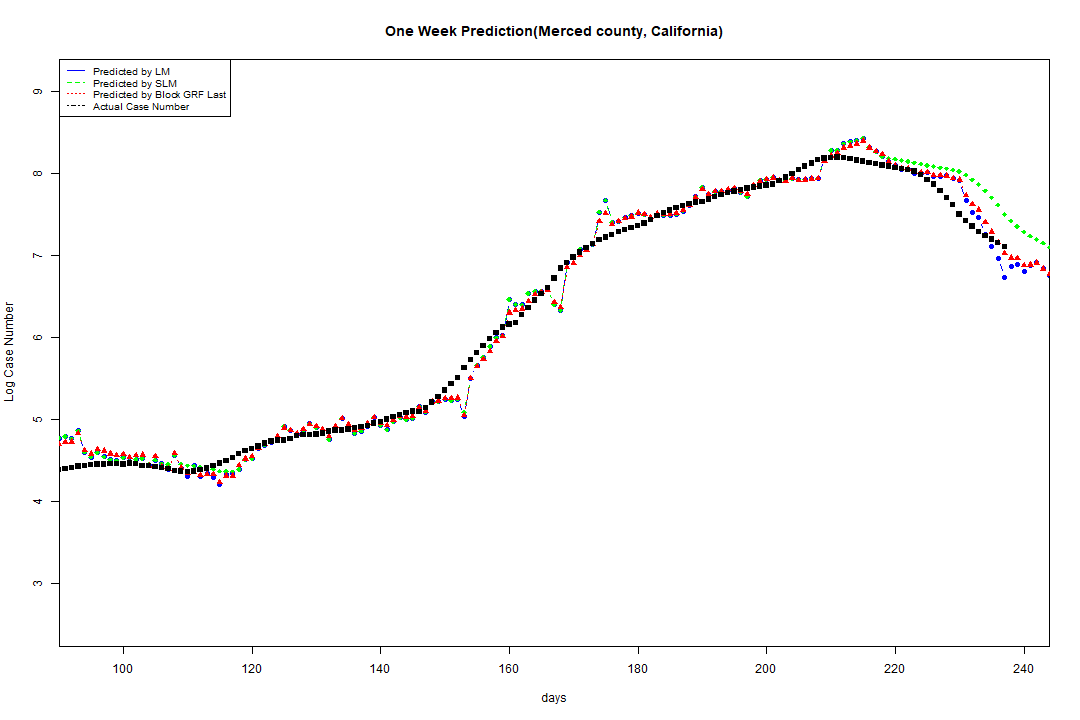 One Week Prediction(Merced county, California)
Predicted by LM
Predicted by SLM
Predicted by Block GRF Last
Actual Case Number
9
8
7
6
5
4
3
Log Case Number
100 120 140 160 180 200 220 240
days